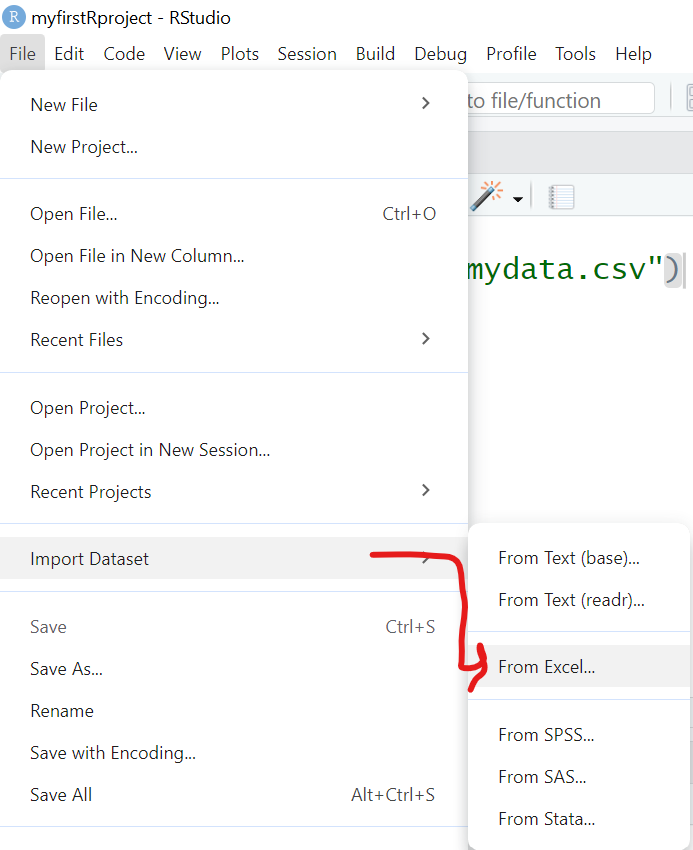 R myfirstRproject - RStudio
File Edit Code View Plots Session Build Debug Profile Tools Help
New File
to file/function
New Project...
Open File... Ctrl+O
Open File in New Column...
mydata.csv")
Reopen with Encoding...
Recent Files
Open Project...
Open Project in New Session...
Recent Projects
Import Dataset
From Text (base)...
From Text (readr)...
From Excel...
From SPSS...
From SAS...
From Stata...
Save Ctrl+S
Save As...
Rename
Save with Encoding...
Save All Alt+Ctrl+S